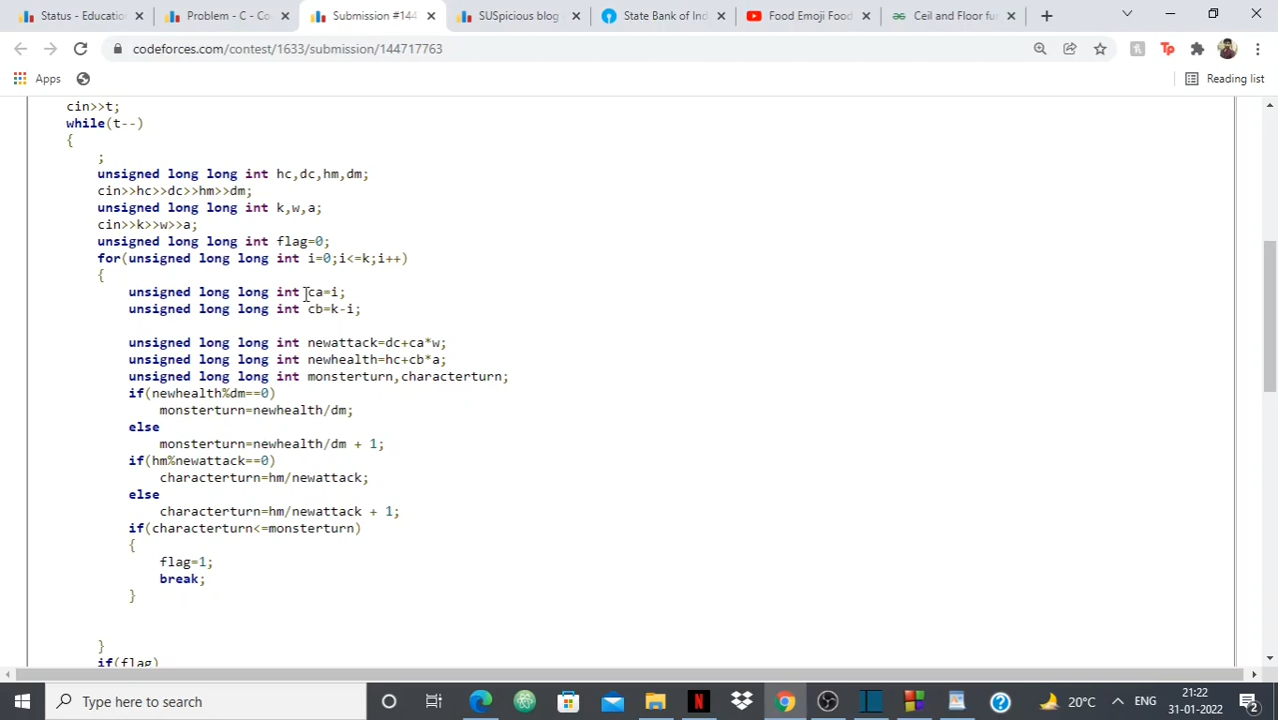 Status - Educatio
Problem - C - Co
Submission #144
SUSpicious blog
State Bank of Ind
Food Emoji Food
Ceil and Floor fu
codeforces.com/contest/1633/submission/144717763
Apps
Reading list
cin>>t;
while(t--)
{
;
unsigned long long int hc,dc,hm,dm;
cin>>hc>>dc>>hm>>dm;
unsigned long long int k,w,a;
cin>>k>>w>>a;
unsigned long long int flag=0;
for(unsigned long long int i=0;i<=k;i++)
{
unsigned long long int ca=i;
unsigned long long int cb=k-i;
unsigned long long int newattack=dc+ca*w;
unsigned long long int newhealth=hc+cb*a;
unsigned long long int monsterturn,characterturn;
if(newhealth%dm==0)
monsterturn=newhealth/dm;
else
monsterturn=newhealth/dm + 1;
if(hm%newattack==0)
characterturn=hm/newattack;
else
characterturn=hm/newattack + 1;
if(characterturn<=monsterturn)
{
flag=1;
break;
}
}
if(flag)
Type here to search
20°C
ENG
21:22
31-01-2022
2